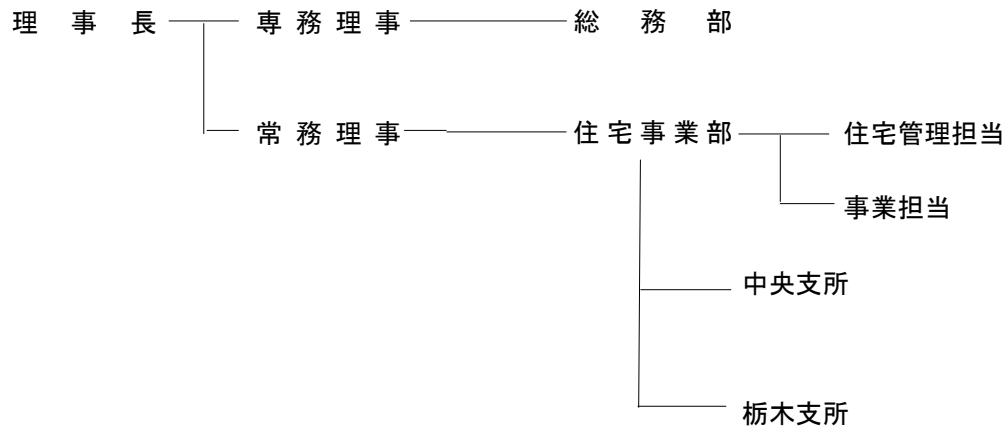 理事長 専務理事 総務部
常務理事 住宅事業部 住宅管理担当
事業担当
中央支所
栃木支所